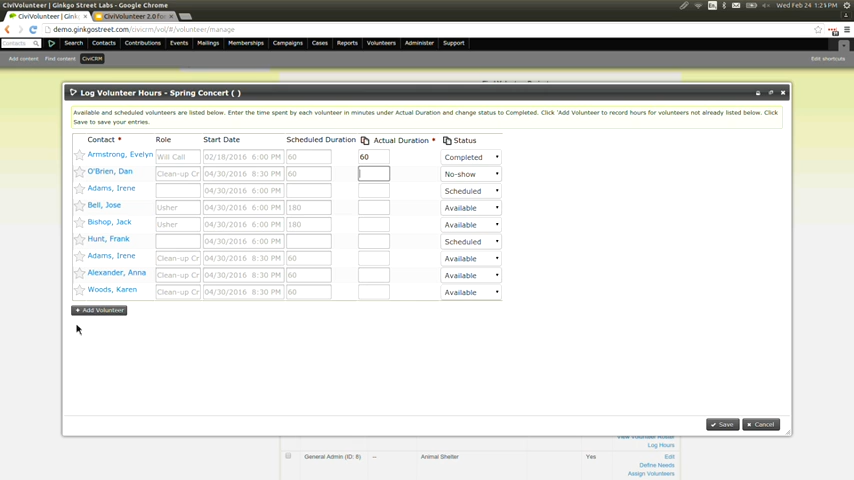 CiviVolunteer | Ginkgo Street Labs - Google Chrome
En
Wed Feb 24 1:21PM
CiviVolunteer | Gink
CiviVolunteer 2.0 f
demo.ginkgostreet.com/civicrm/vol/#/volunteer/manage
Contacts
Search Contacts Contributions Events Mailings Memberships Campaigns Cases Reports Volunteers Administer Support
Add content Find content CiviCRM Edit shortcuts
Log Volunteer Hours - Spring Concert ( )
Available and scheduled volunteers are listed below. Enter the time spent by each volunteer in minutes under Actual Duration and change status to Completed. Click 'Add Volunteer to record hours for volunteers not already listed below. Click
Save to save your entries.
Contact * Role Start Date Scheduled Duration Actual Duration * Status
Armstrong, Evelyn Will Call 02/18/2016 6:00 PM 60 60 Completed
O'Brien, Dan Clean-up Cr 04/30/2016 8:30 PM 60 No-show
Adams, Irene 04/30/2016 6:00 PM Scheduled
Bell, Jose Usher 04/30/2016 6:00 PM 180 Available
Bishop, Jack Usher 04/30/2016 6:00 PM 180 Available
Hunt, Frank 04/30/2016 6:00 PM Scheduled
Adams, Irene Clean-up Cr 04/30/2016 8:30 PM 60 Available
Alexander, Anna Clean-up Cr 04/30/2016 8:30 PM 60 Available
Woods, Karen Clean-up Cr 04/30/2016 8:30 PM 60 Available
+ Add Volunteer
Save Cancel
Log Hours
General Admin (ID: 8) -- Animal Shelter Yes Edit
Define Needs
Assign Volunteers